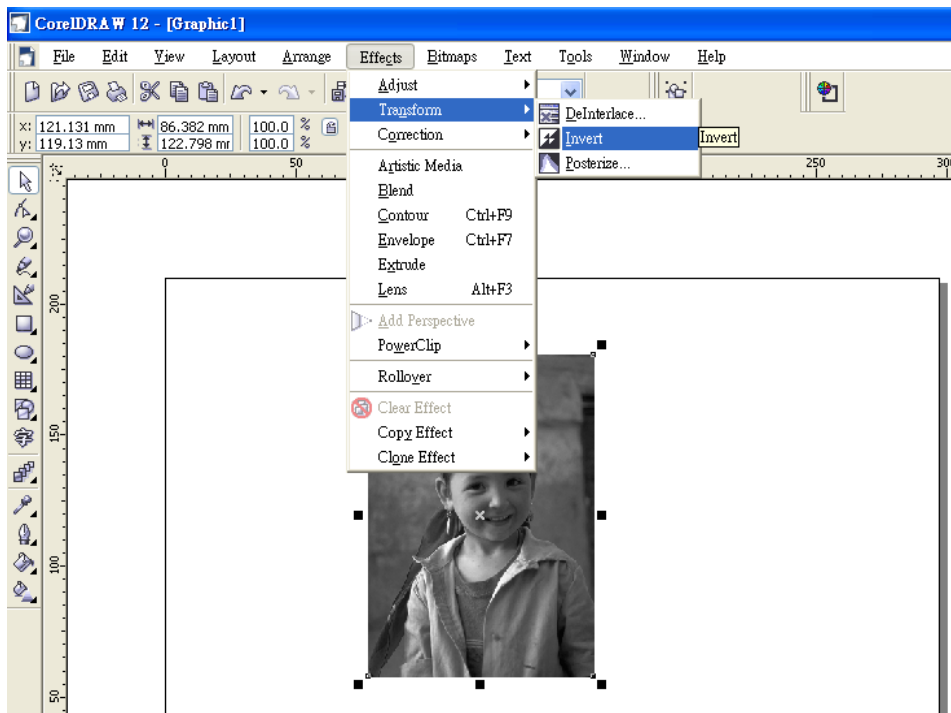 CorelDRAW 12 - [Graphic1]
File Edit View Layout Arrange Effects Bitmaps Text Tools Window Help
x: 121.131 mm 86.382 mm 100.0 %
y: 119.13 mm 122.798 mr 100.0 %
Adjust
Transform
Correction
Artistic Media
Blend
Contour Ctrl+F9
Envelope Ctrl+F7
Extrude
Lens Alt+F3
Add Perspective
PowerClip
Rollover
Clear Effect
Copy Effect
Clone Effect
DeInterlace...
Invert
Posterize...
Invert
0 50 250 30
200
150
100
50
字